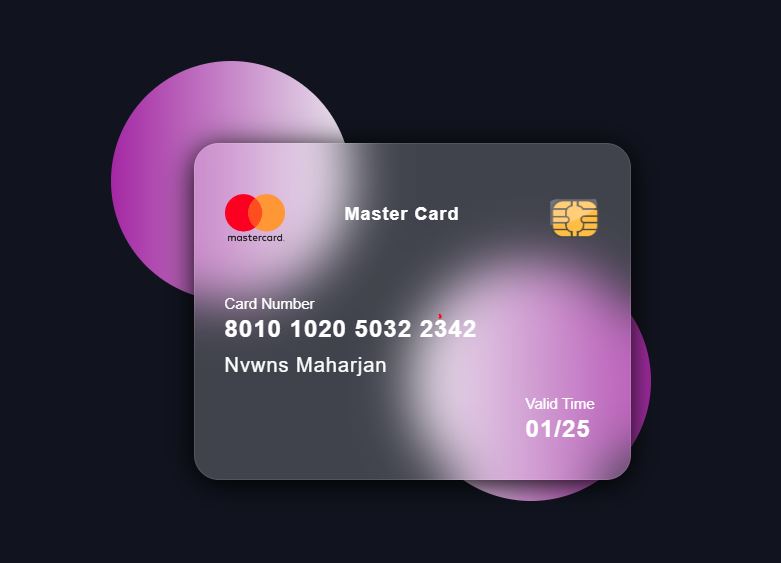 Master Card
mastercard.
Card Number
8010 1020 5032 2342
Nvwns Maharjan
Valid Time
01/25